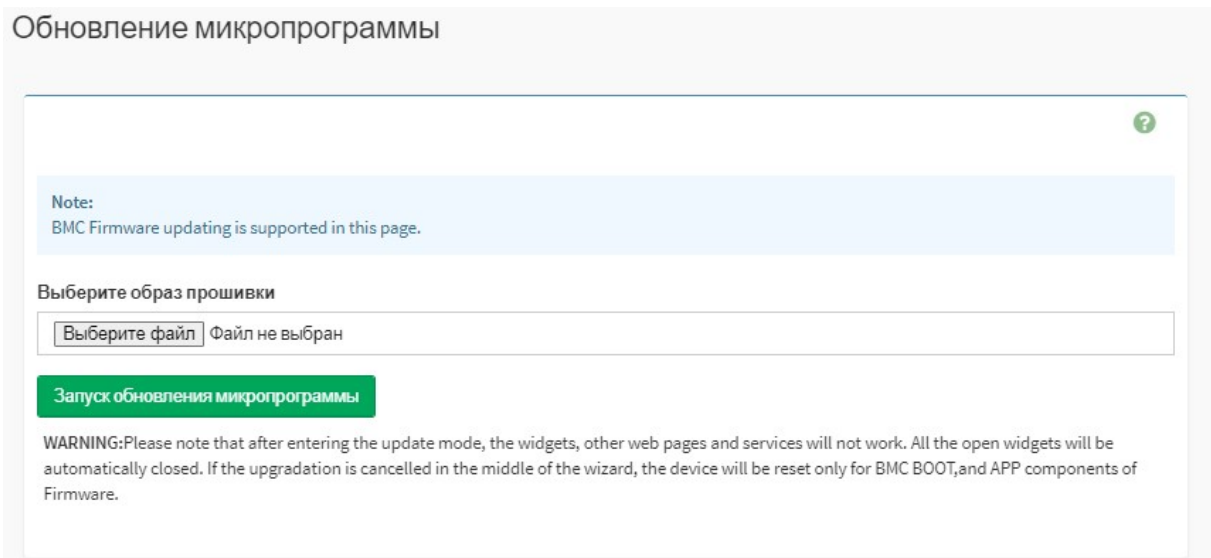 Обновление микропрограммы
?
Note:
BMC Firmware updating is supported in this page.
Выберите образ прошивки
Выберите файл Файл не выбран
Запуск обновления микропрограммы
WARNING:Please note that after entering the update mode, the widgets, other web pages and services will not work. All the open widgets will be
automatically closed. If the upgradation is cancelled in the middle of the wizard, the device will be reset only for BMC BOOT,and APP components of
Firmware.